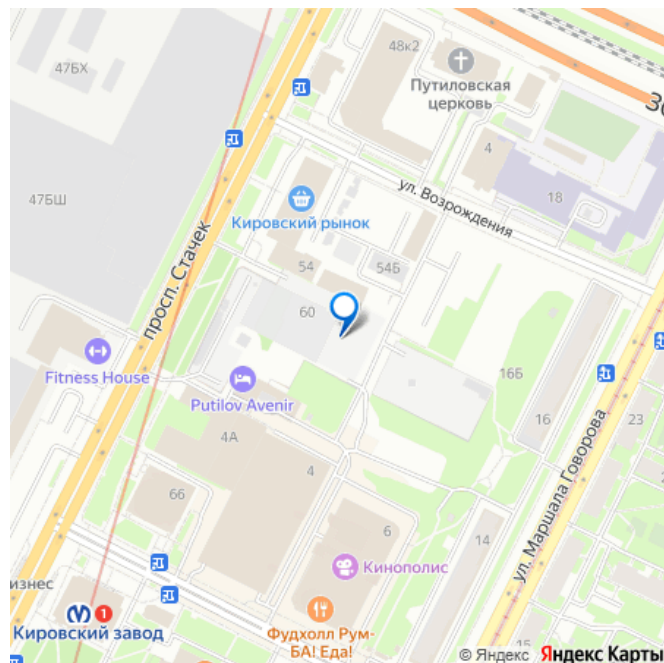 48к2
47БХ
Путиловская
церковь
Зо
4
18
ул. Возрождения
47БШ
Кировский рынок
просп. Стачек
54
54Б
60
Fitness House
Putilov Avenir
16Б
16
23
ул. Маршала Говорова
4А
4
66
6
14
Кинополис
изнес
1
Кировский завод
Фудхолл Рум-
БА! Еда!
15
© Яндекс Яндекс Карты